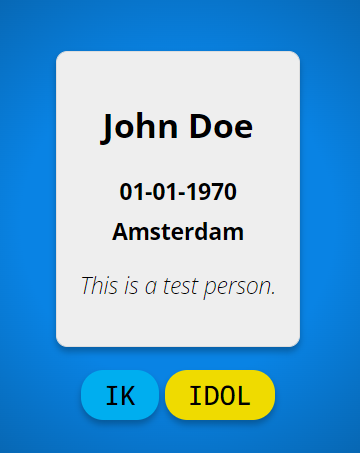 John Doe
01-01-1970
Amsterdam
This is a test person.
IK IDOL